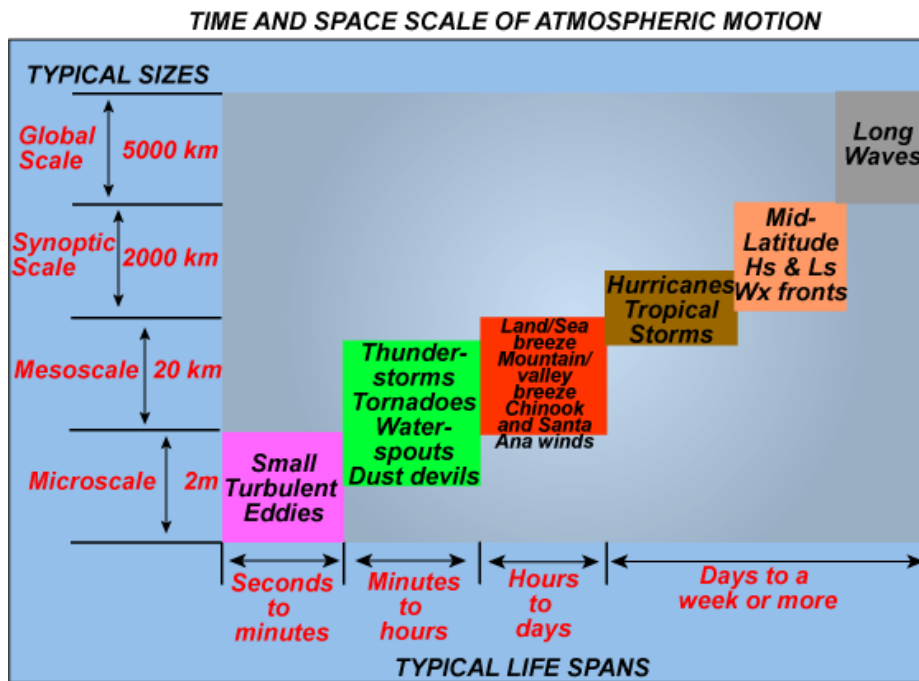 TIME AND SPACE SCALE OF ATMOSPHERIC MOTION
TYPICAL SIZES
Global
Scale
5000 km
Synoptic
Scale
2000 km
Mesoscale
20 km
Microscale
2m
Small
Turbulent
Eddies
Thunder-
storms
Tornadoes
Water-
spouts
Dust devils
Land/Sea
breeze
Mountain/
valley
breeze
Chinook
and Santa
Ana winds
Hurricanes
Tropical
Storms
Mid-
Latitude
Hs & Ls
Wx fronts
Long
Waves
Seconds
to
minutes
Minutes
to
hours
Hours
to
days
Days to a
week or more
TYPICAL LIFE SPANS